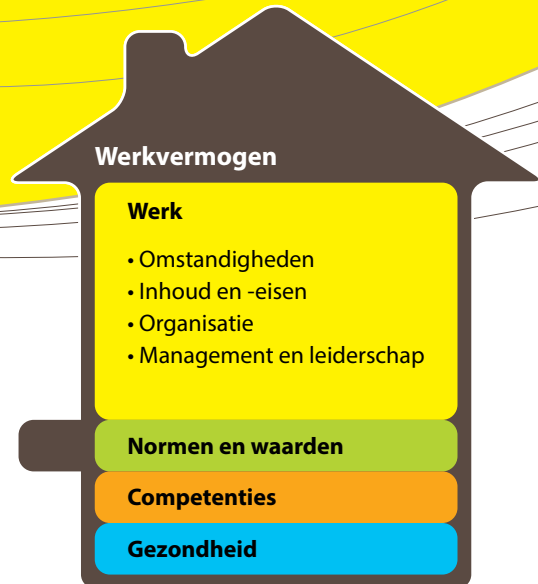 Werkvermogen
Werk
• Omstandigheden
• Inhoud en -eisen
• Organisatie
• Management en leiderschap
Normen en waarden
Competenties
Gezondheid